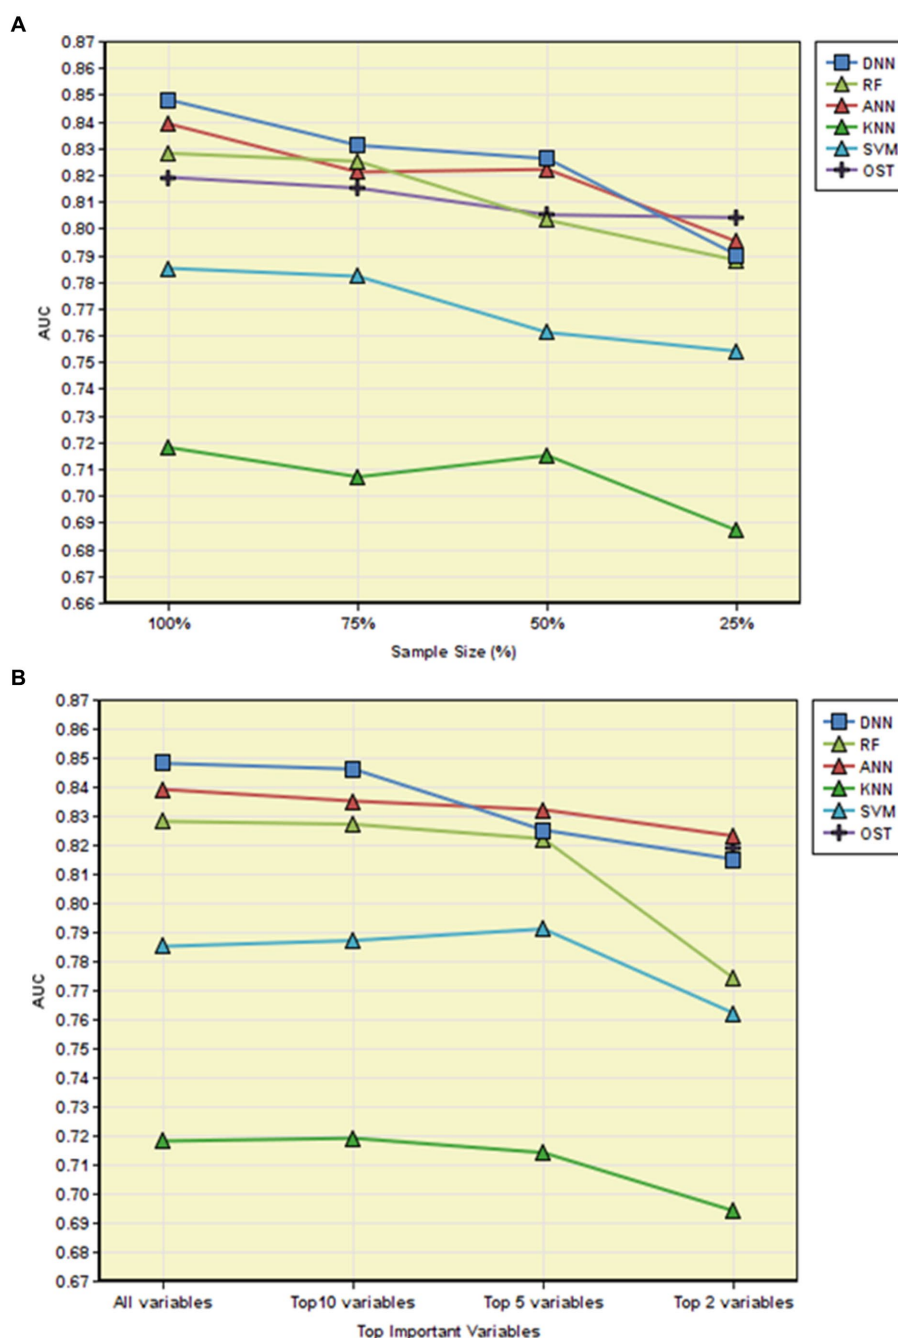 A
0.87
0.86
0.85
0.84
0.83
0.82
0.81
0.80
0.79
0.78
0.77
0.76
0.75
0.74
0.73
0.72
0.71
0.70
0.69
0.68
0.67
0.66
AUC
100% 75% 50% 25%
Sample Size (%)
DNN
RF
ANN
KNN
SVM
OST
B
0.87
0.86
0.85
0.84
0.83
0.82
0.81
0.80
0.79
0.78
0.77
0.76
0.75
0.74
0.73
0.72
0.71
0.70
0.69
0.68
0.67
AUC
All variables Top10 variables Top 5 variables Top 2 variables
Top Important Variables
DNN
RF
ANN
KNN
SVM
OST